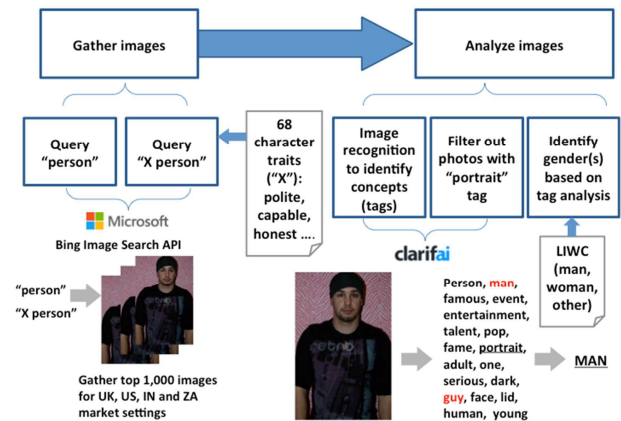 Gather images
Analyze images
Query
“person”
Query
“X person”
68
character
traits
(“X”):
polite,
capable,
honest ….
Image
recognition
to identify
concepts
(tags)
Filter out
photos with
“portrait”
tag
Identify
gender(s)
based on
tag analysis
Microsoft
Bing Image Search API
clarifai
LIWC
(man,
woman,
other)
“person”
“X person”
Person, man,
famous, event,
entertainment,
talent, pop,
fame, portrait,
adult, one,
serious, dark,
guy, face, lid,
human, young
MAN
Gather top 1,000 images
for UK, US, IN and ZA
market settings